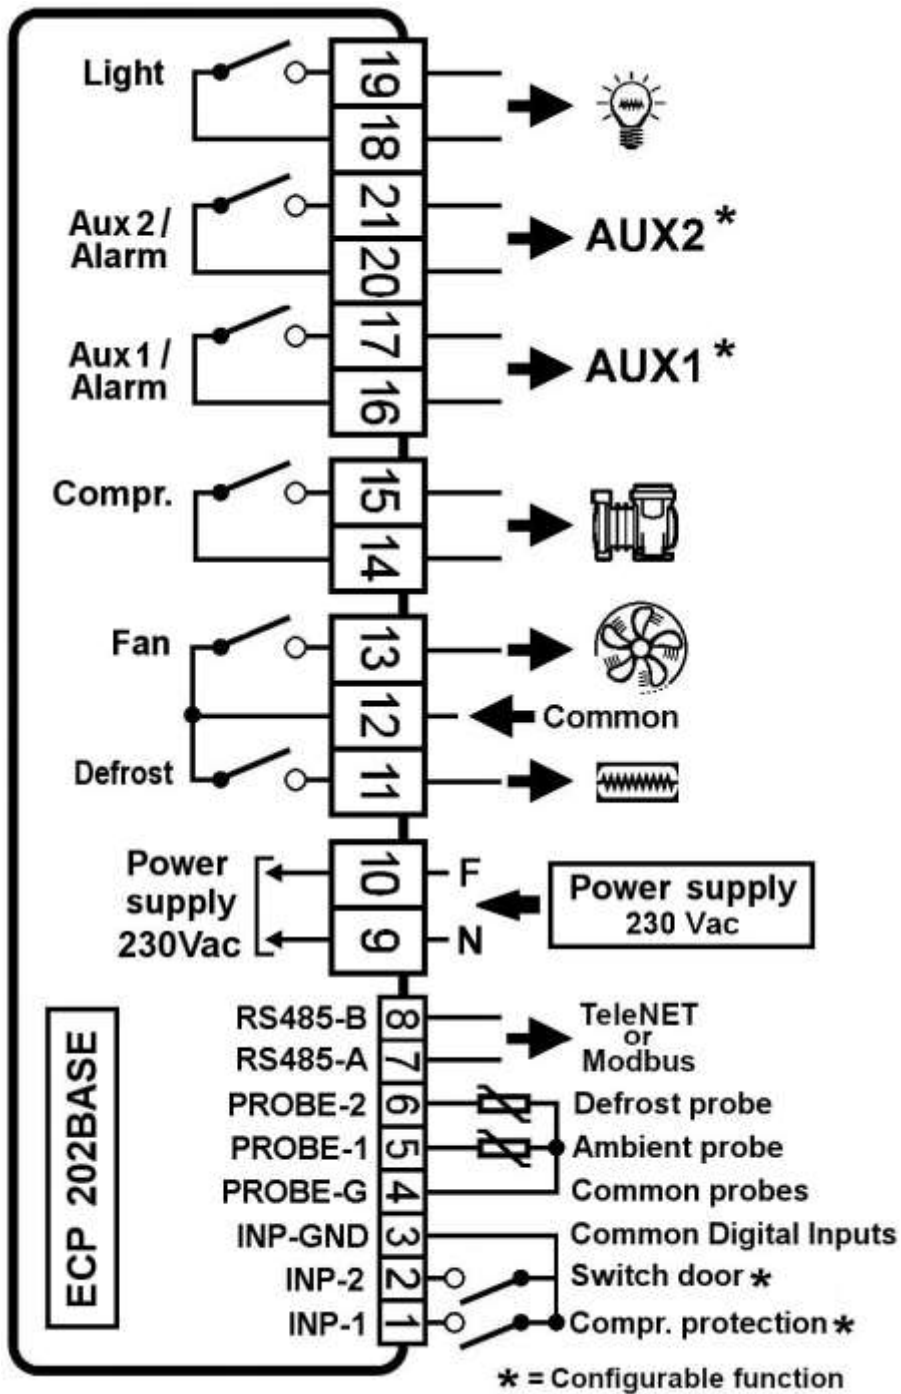 Light
19
18
Aux 2 /
Alarm
21
20
AUX2 *
Aux 1 /
Alarm
17
16
AUX1 *
Compr.
15
14
Fan
13
12
Common
Defrost
11
Power
supply
230Vac
10
9
F
N
Power supply
230 Vac
ECP 202BASE
RS485-B 8
RS485-A 7
TeleNET
or
Modbus
PROBE-2 6 Defrost probe
PROBE-1 5 Ambient probe
PROBE-G 4 Common probes
INP-GND 3 Common Digital Inputs
INP-2 2 Switch door *
INP-1 1 Compr. protection *
* = Configurable function